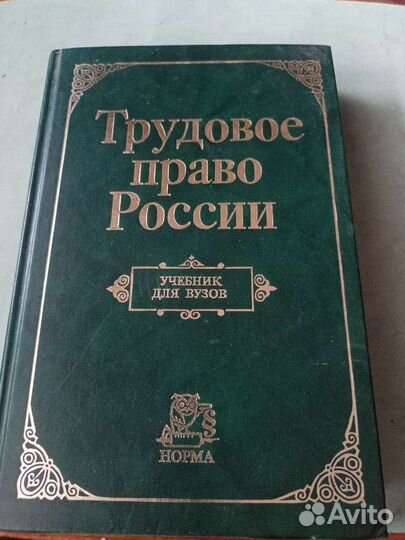 Трудовое
право
России
УЧЕБНИК
ДЛЯ ВУЗОВ
§
НОРМА
Avito